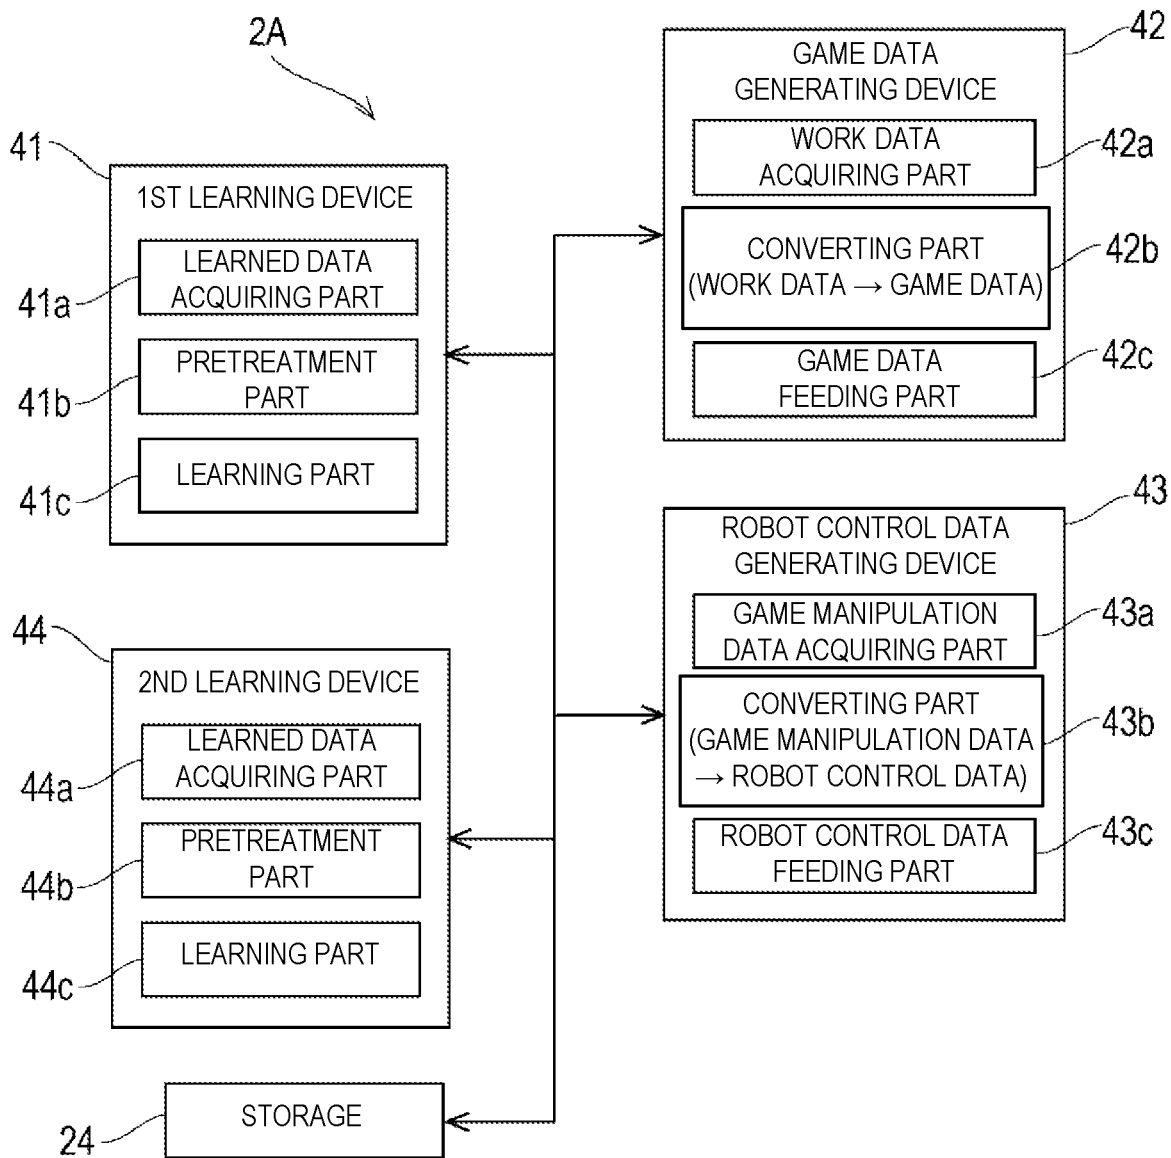 2A
41
1ST LEARNING DEVICE
LEARNED DATA
ACQUIRING PART
41a
PRETREATMENT
PART
41b
LEARNING PART
41c
42
GAME DATA
GENERATING DEVICE
WORK DATA
ACQUIRING PART
42a
CONVERTING PART
(WORK DATA → GAME DATA)
42b
GAME DATA
FEEDING PART
42c
43
ROBOT CONTROL DATA
GENERATING DEVICE
GAME MANIPULATION
DATA ACQUIRING PART
43a
CONVERTING PART
(GAME MANIPULATION DATA
→ ROBOT CONTROL DATA)
43b
ROBOT CONTROL DATA
FEEDING PART
43c
44
2ND LEARNING DEVICE
LEARNED DATA
ACQUIRING PART
44a
PRETREATMENT
PART
44b
LEARNING PART
44c
STORAGE
24